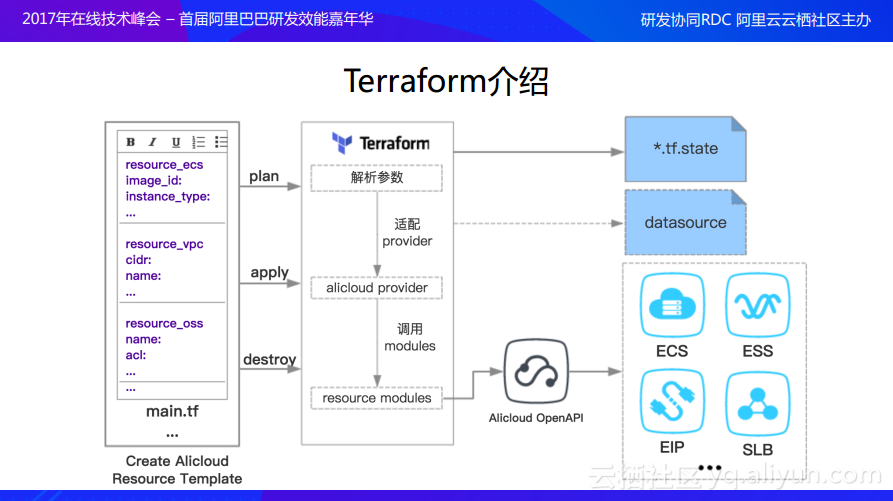 2017年在线技术峰会 – 首届阿里巴巴研发效能嘉年华
研发协同RDC 阿里云云栖社区主办
Terraform介绍
B I U
resource_ecs
image_id:
instance_type:
...
resource_vpc
cidr:
name:
...
resource_oss
name:
acl:
...
...
main.tf
...
Create Alicloud
Resource Template
plan
apply
destroy
Terraform
解析参数
适配
provider
alicloud provider
调用
modules
resource modules
Alicloud OpenAPI
*.tf.state
datasource
ECS
ESS
EIP
SLB
...
云栖社区 yq.aliyun.com